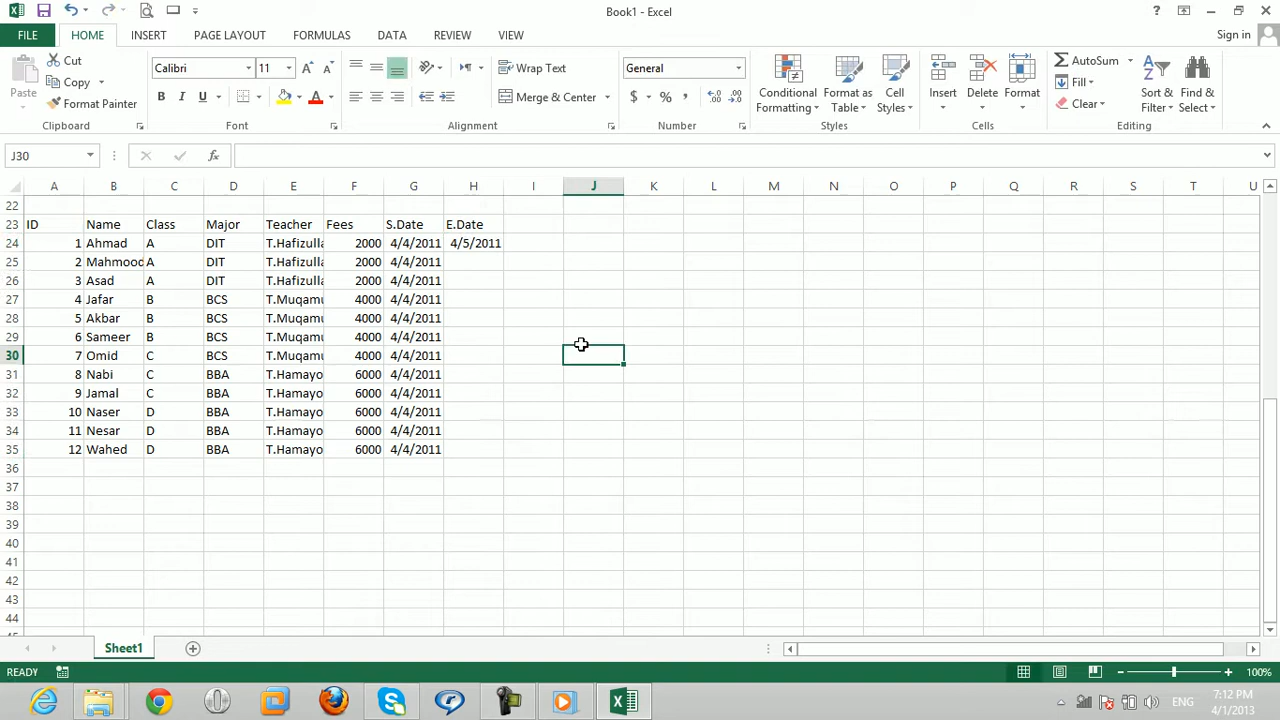 Book1 - Excel
FILE HOME INSERT PAGE LAYOUT FORMULAS DATA REVIEW VIEW Sign in
Paste Cut Copy Format Painter
Calibri 11
B I U A
Wrap Text
Merge & Center
General
$ % ,
Conditional Formatting
Format as Table
Cell Styles
Insert Delete Format
AutoSum
Fill
Clear
Sort & Filter
Find & Select
Clipboard Font Alignment Number Styles Cells Editing
J30 fx
A B C D E F G H I J K L M N O P Q R S T U
22
23 ID Name Class Major Teacher Fees S.Date E.Date
24 1 Ahmad A DIT T.Hafizulla 2000 4/4/2011 4/5/2011
25 2 Mahmood A DIT T.Hafizulla 2000 4/4/2011
26 3 Asad A DIT T.Hafizulla 2000 4/4/2011
27 4 Jafar B BCS T.Muqamu 4000 4/4/2011
28 5 Akbar B BCS T.Muqamu 4000 4/4/2011
29 6 Sameer B BCS T.Muqamu 4000 4/4/2011
30 7 Omid C BCS T.Muqamu 4000 4/4/2011
31 8 Nabi C BBA T.Hamayo 6000 4/4/2011
32 9 Jamal C BBA T.Hamayo 6000 4/4/2011
33 10 Naser D BBA T.Hamayo 6000 4/4/2011
34 11 Nesar D BBA T.Hamayo 6000 4/4/2011
35 12 Wahed D BBA T.Hamayo 6000 4/4/2011
36
37
38
39
40
41
42
43
44
Sheet1
READY 100%
ENG 7:12 PM
4/1/2013